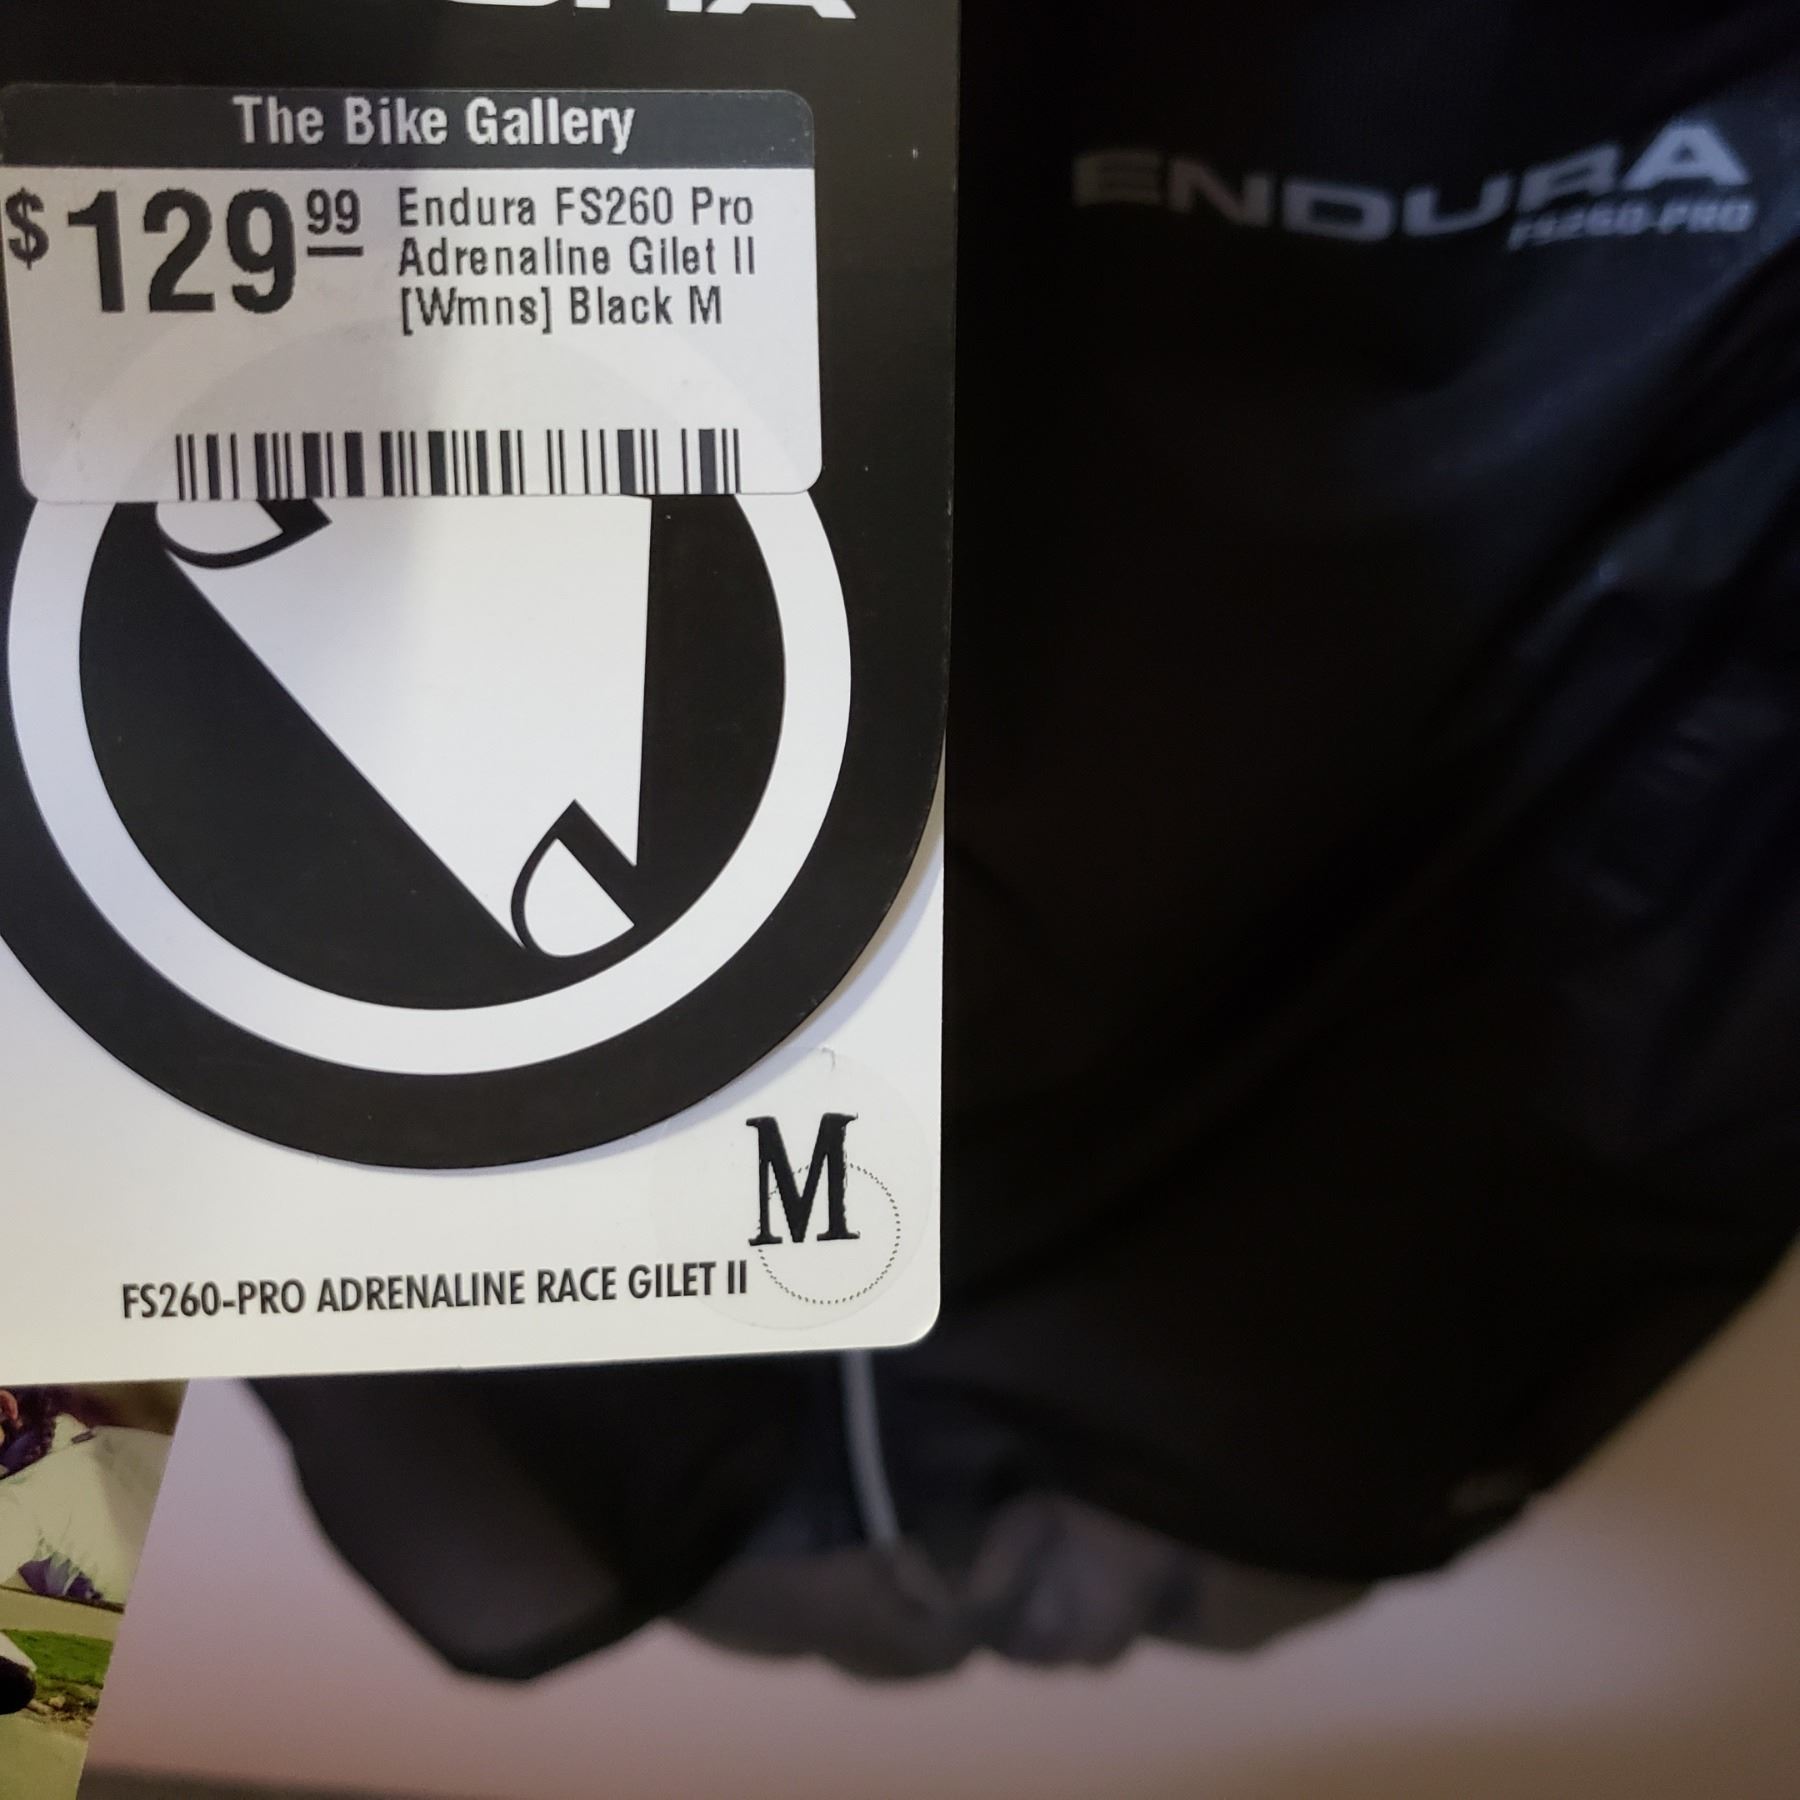 The Bike Gallery
$129.99
Endura FS260 Pro
Adrenaline Gilet II
[Wmns] Black M
ENDURA
FS260-PRO
M
FS260-PRO ADRENALINE RACE GILET II